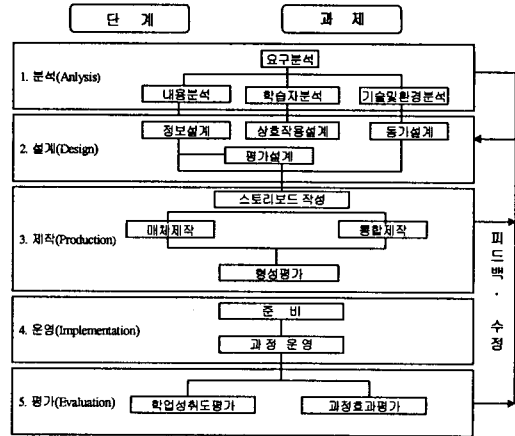 단 계 과 제
요구분석
1. 분석(Anlysis)
내용분석 학습자분석 기술및환경분석
정보설계 상호작용설계 동기설계
2. 설계(Design)
평가설계
스토리보드 작성
매체제작 통합제작
3. 제작(Production)
형성평가
준 비
4. 운영(Implementation)
과 정 운 영
5. 평가(Evaluation)
학업성취도평가 과정효과평가
피드백 · 수정